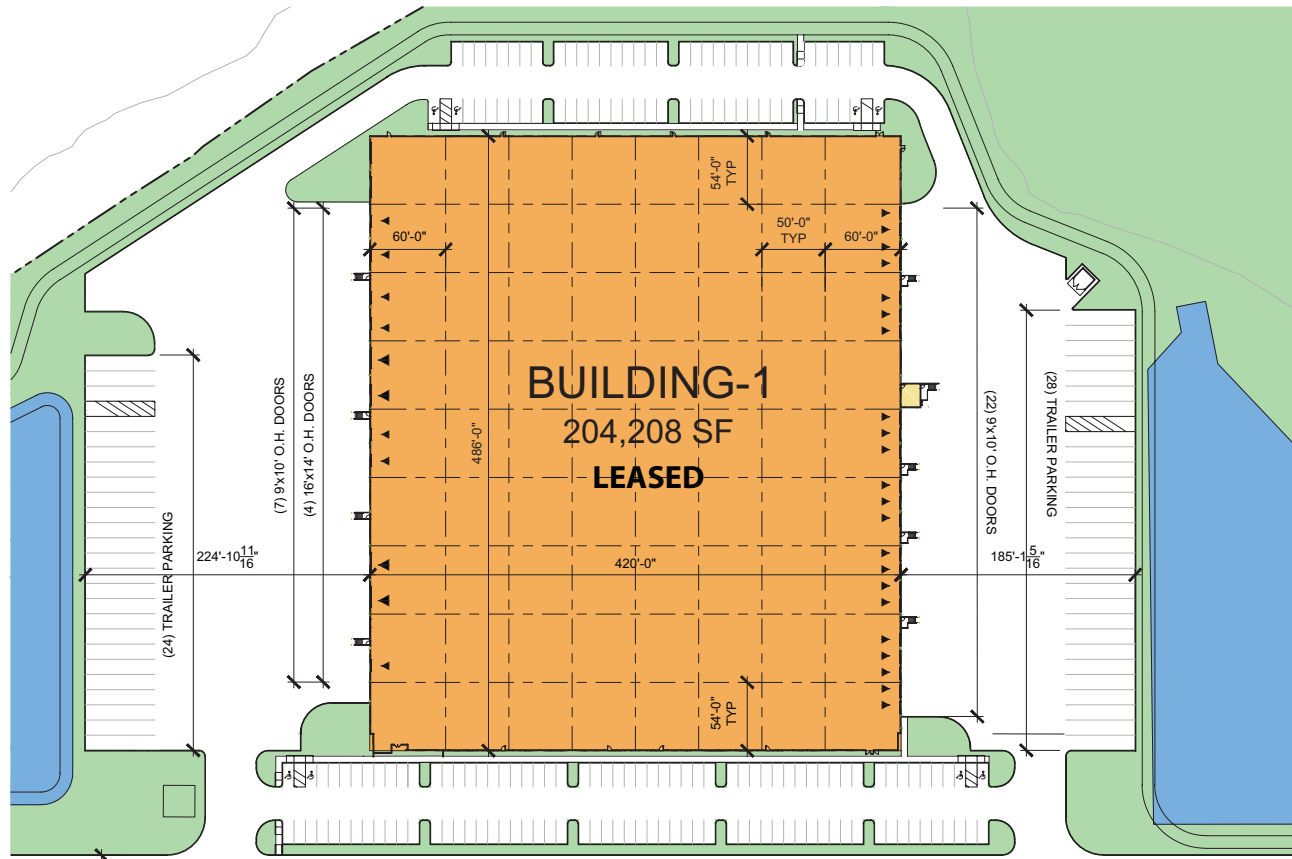 54'-0"
TYP
60'-0"
50'-0"
TYP
60'-0"
BUILDING-1
204,208 SF
LEASED
486'-0"
(7) 9'x10' O.H. DOORS
(4) 16'x14' O.H. DOORS
(22) 9'x10' O.H. DOORS
(28) TRAILER PARKING
(24) TRAILER PARKING
224'-10 11/16"
420'-0"
185'-1 5/16"
54'-0"
TYP